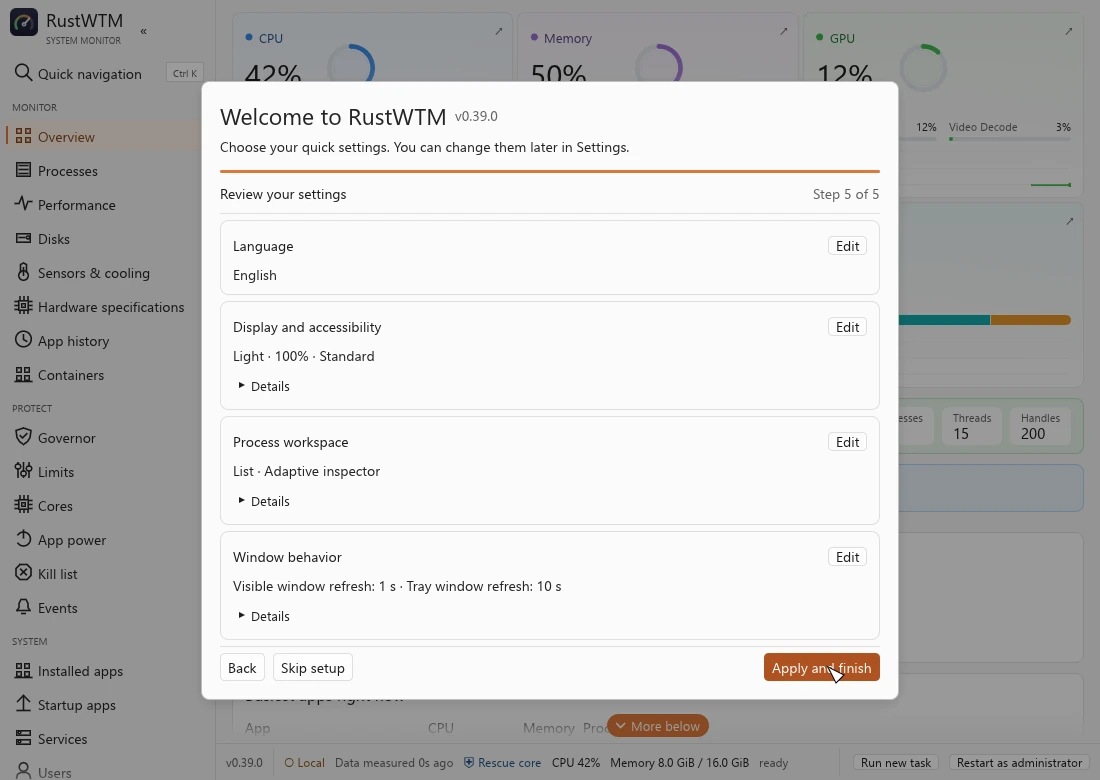 RustWTM
SYSTEM MONITOR
«
Quick navigation
Ctrl K
MONITOR
Overview
Processes
Performance
Disks
Sensors & cooling
Hardware specifications
App history
Containers
PROTECT
Governor
Limits
Cores
App power
Kill list
Events
SYSTEM
Installed apps
Startup apps
Services
Users
CPU
42%
Memory
50%
GPU
12%
12% Video Decode 3%
Welcome to RustWTM v0.39.0
Choose your quick settings. You can change them later in Settings.
Review your settings
Step 5 of 5
Language
Edit
English
Display and accessibility
Edit
Light · 100% · Standard
Details
Process workspace
Edit
List · Adaptive inspector
Details
Window behavior
Edit
Visible window refresh: 1 s · Tray window refresh: 10 s
Details
Back
Skip setup
Apply and finish
Threads
15
Handles
200
App CPU Memory
More below
v0.39.0
Local
Data measured 0s ago
Rescue core
CPU 42%
Memory 8.0 GiB / 16.0 GiB
ready
Run new task
Restart as administrator